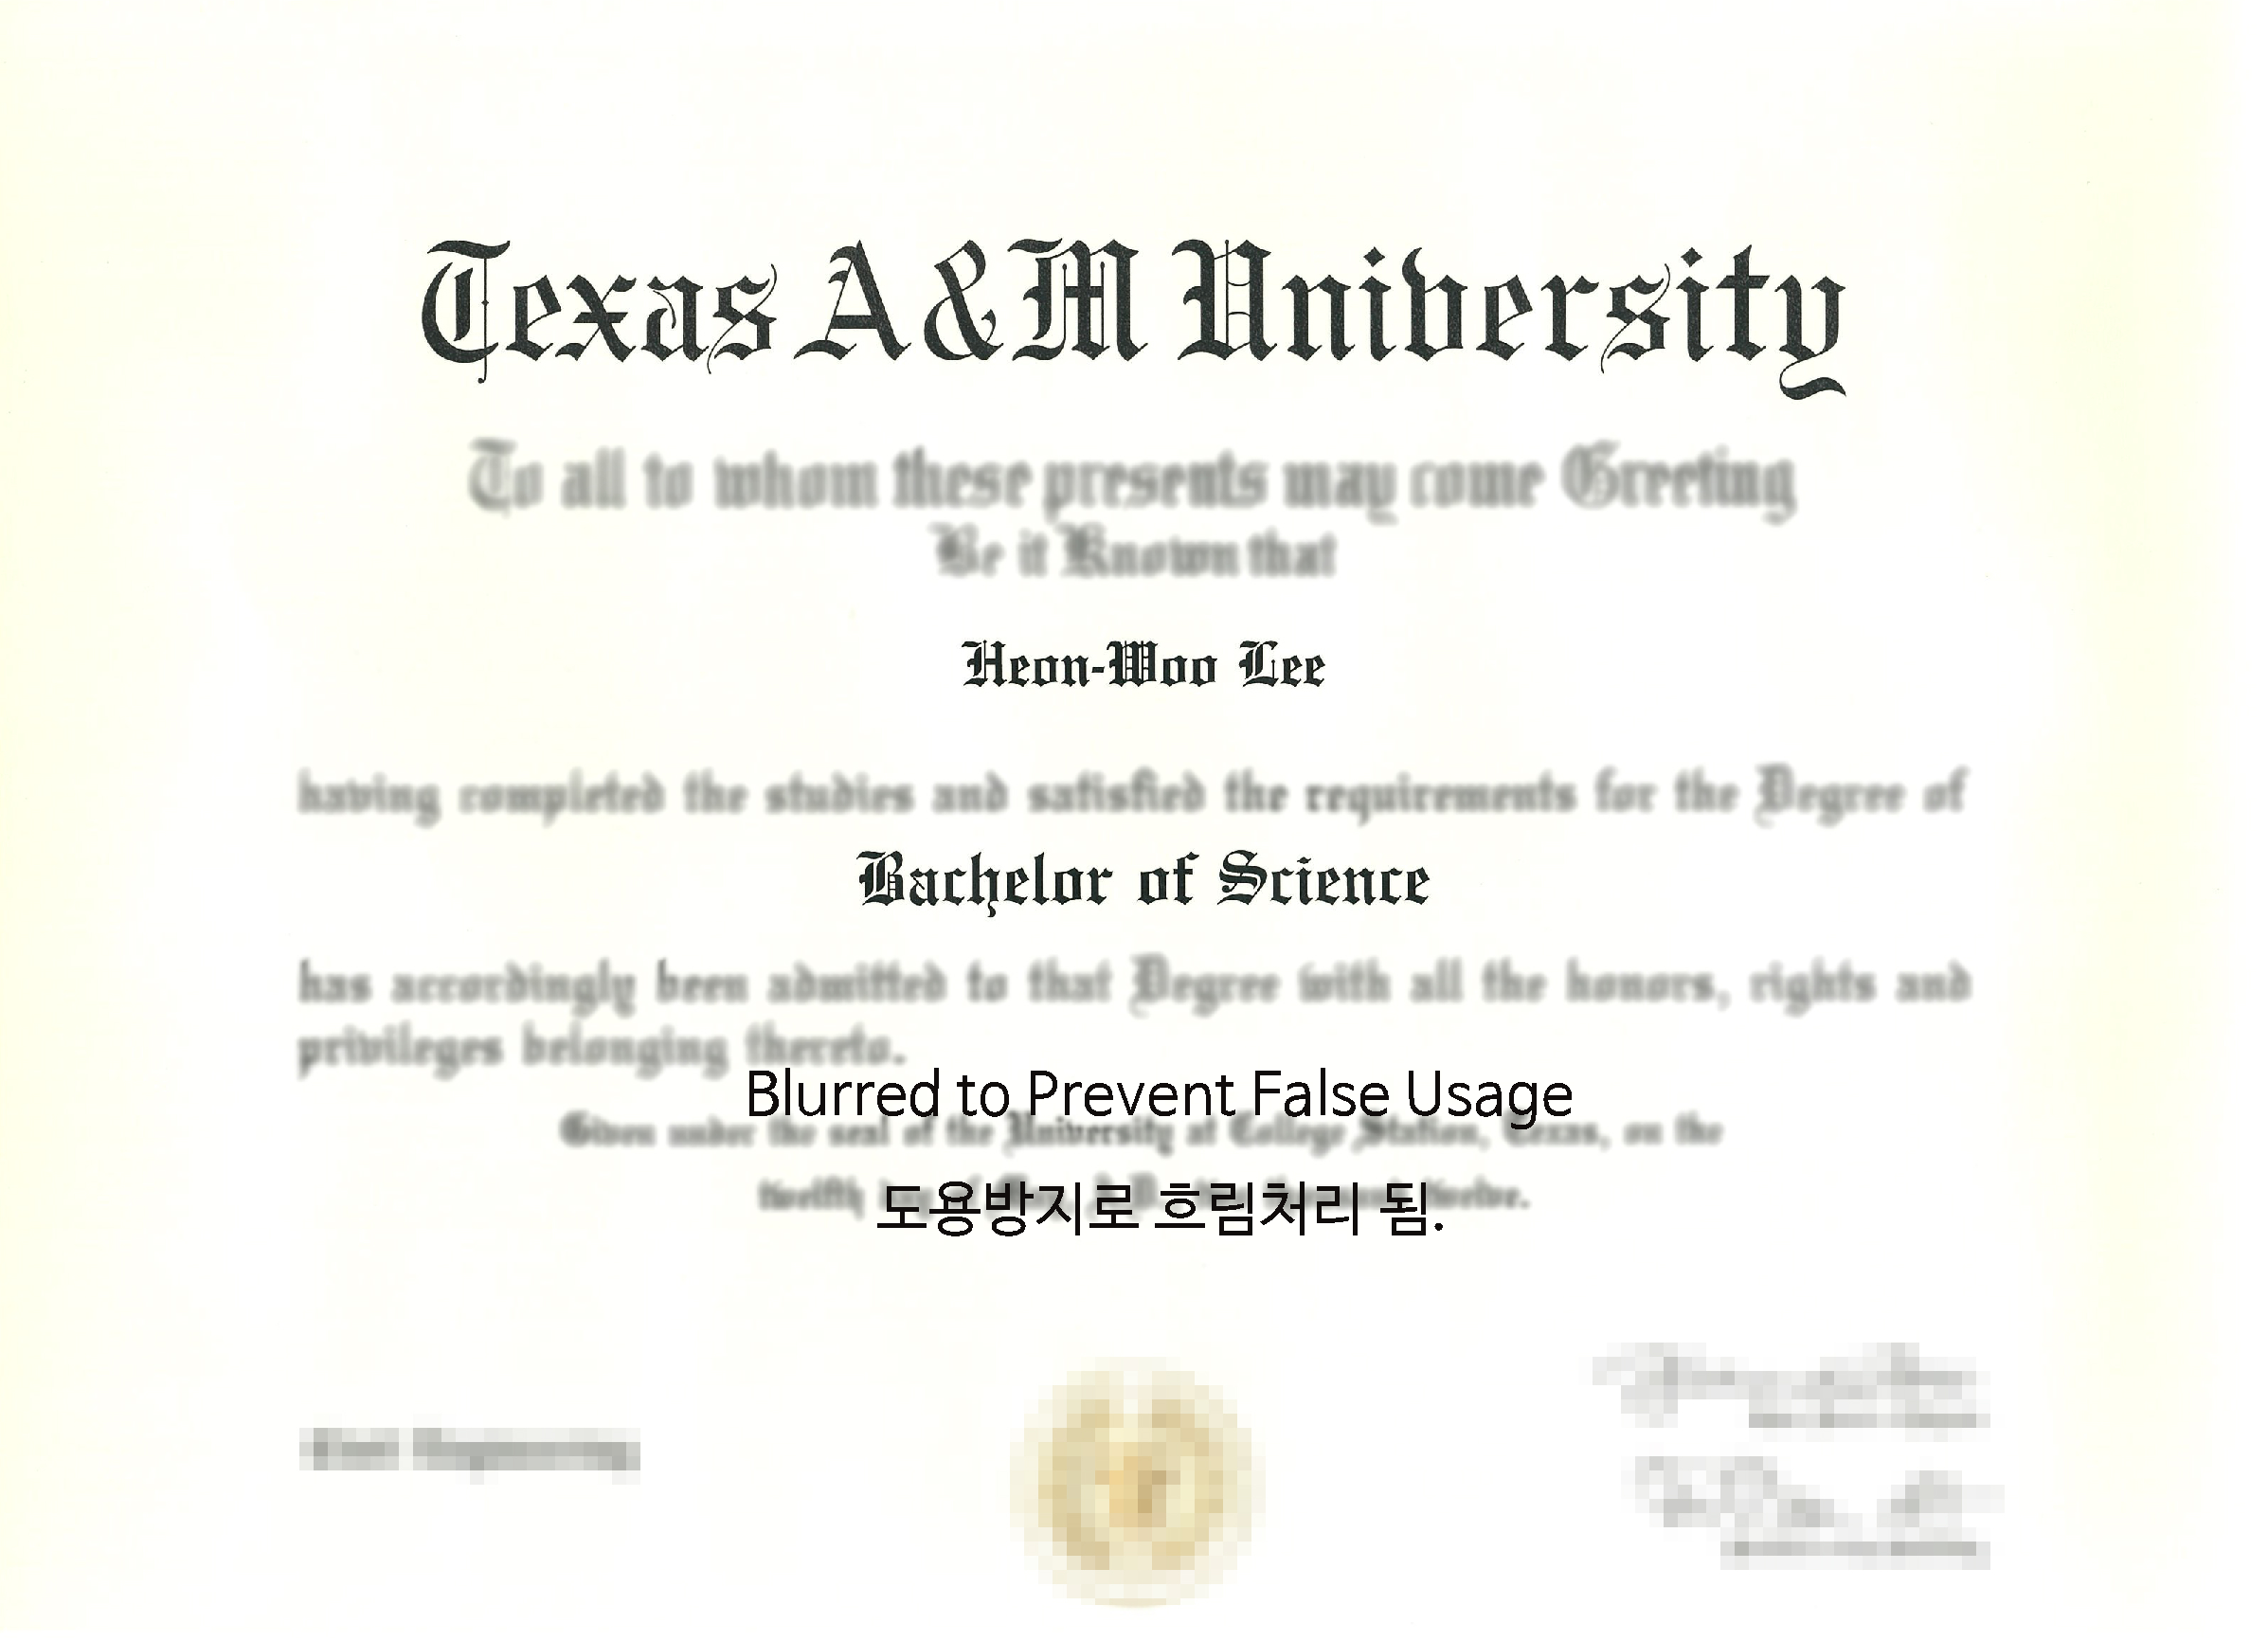 Texas A&M University
To all to whom these presents may come Greeting
Be it Known that
Heon-Woo Lee
having completed the studies and satisfied the requirements for the Degree of
Bachelor of Science
has accordingly been admitted to that Degree with all the honors, rights and
privileges belonging thereto.
Blurred to Prevent False Usage
Given under the seal of the University at College Station, Texas, on the
twelfth twelve.
도용방지로 흐림처리 됨.